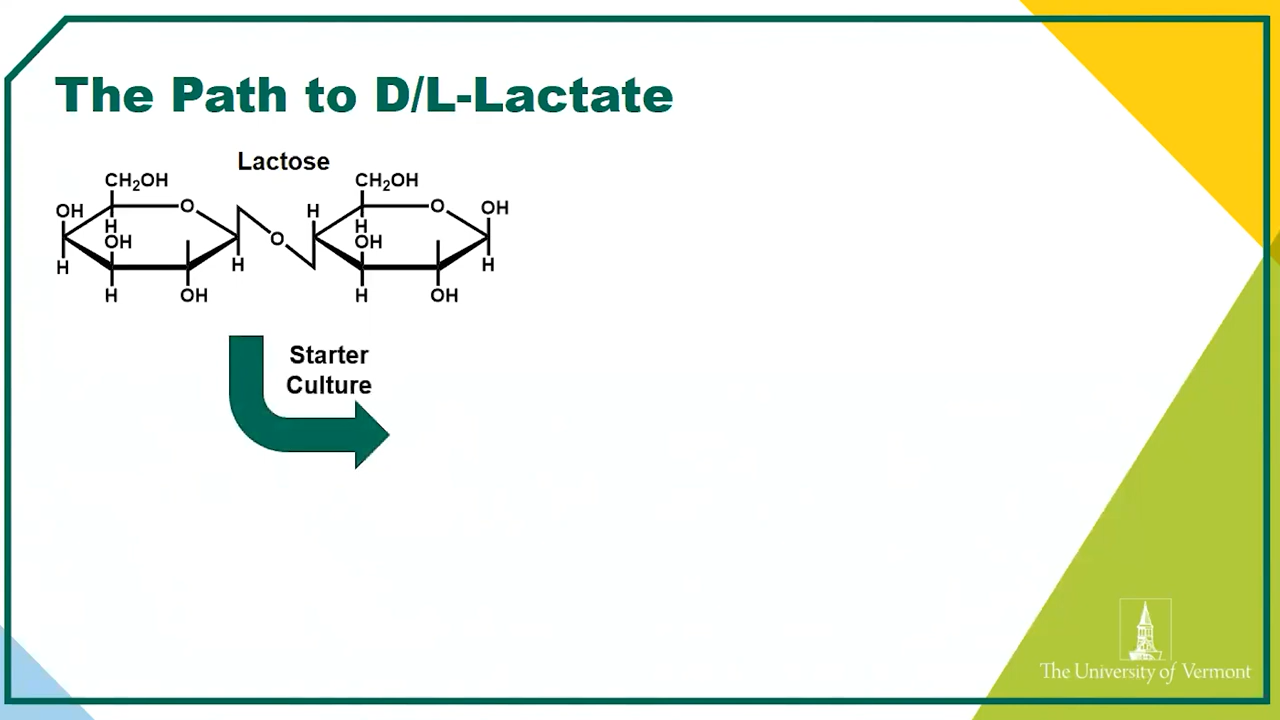 The Path to D/L-Lactate
Lactose
CH₂OH
CH₂OH
OH
O
H
O
OH
H
OH
O
H
OH
H
H
H
H
OH
H
OH
Starter
Culture
The University of Vermont